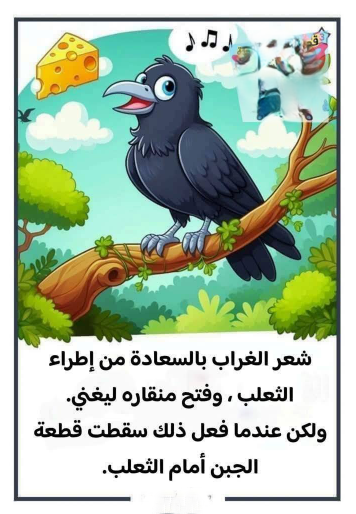 شعر الغراب بالسعادة من إطراء
الثعلب ، وفتح منقاره ليغني.
ولكن عندما فعل ذلك سقطت قطعة
الجبن أمام الثعلب.